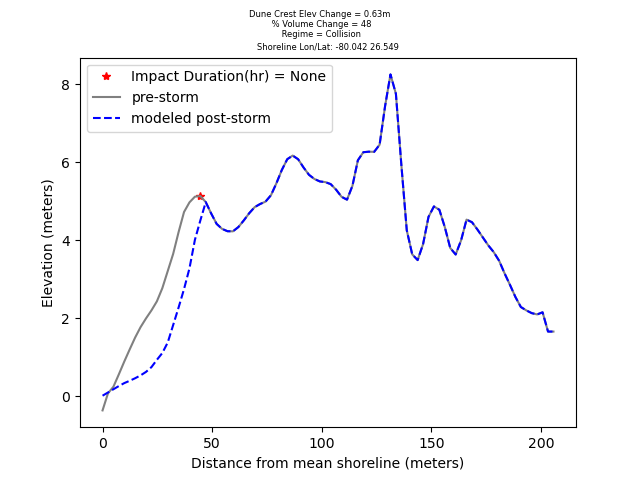 Dune Crest Elev Change = 0.63m
% Volume Change = 48
Regime = Collision
Shoreline Lon/Lat: -80.042 26.549
Impact Duration(hr) = None
pre-storm
modeled post-storm
8
6
4
2
0
Elevation (meters)
0 50 100 150 200
Distance from mean shoreline (meters)